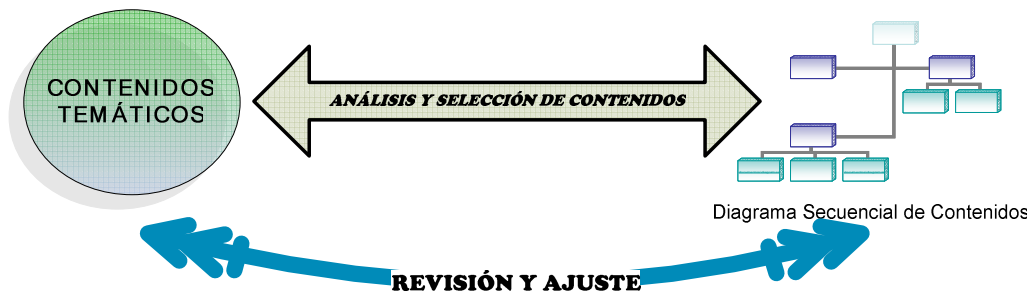 CONTENIDOS
TEMÁTICOS
ANÁLISIS Y SELECCIÓN DE CONTENIDOS
Diagrama Secuencial de Contenidos
REVISIÓN Y AJUSTE